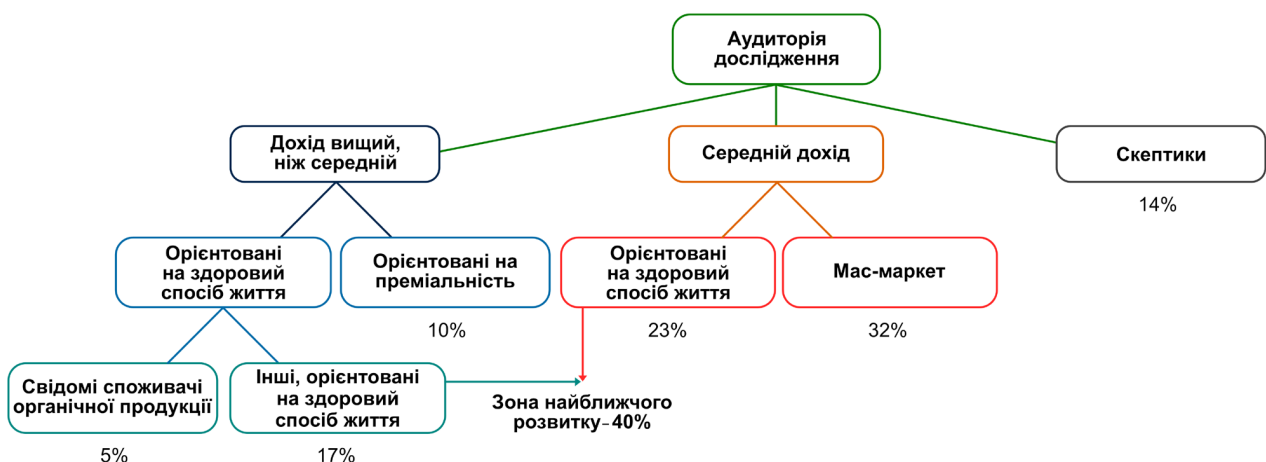 Аудиторія
дослідження
Дохід вищий,
ніж середній
Середній дохід
Скептики
14%
Орієнтовані
на здоровий
спосіб життя
Орієнтовані на
преміальність
Орієнтовані
на здоровий
спосіб життя
Мас-маркет
10%
23%
32%
Свідомі споживачі
органічної продукції
Інші, орієнтовані
на здоровий
спосіб життя
Зона найближчого
розвитку-40%
5%
17%